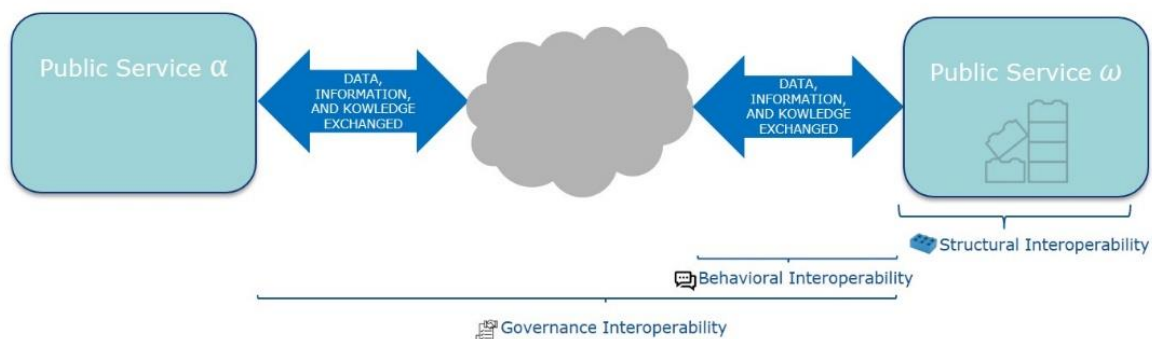 Public Service α
DATA,
INFORMATION,
AND KOWLEDGE
EXCHANGED
DATA,
INFORMATION,
AND KOWLEDGE
EXCHANGED
Public Service ω
Structural Interoperability
Behavioral Interoperability
Governance Interoperability